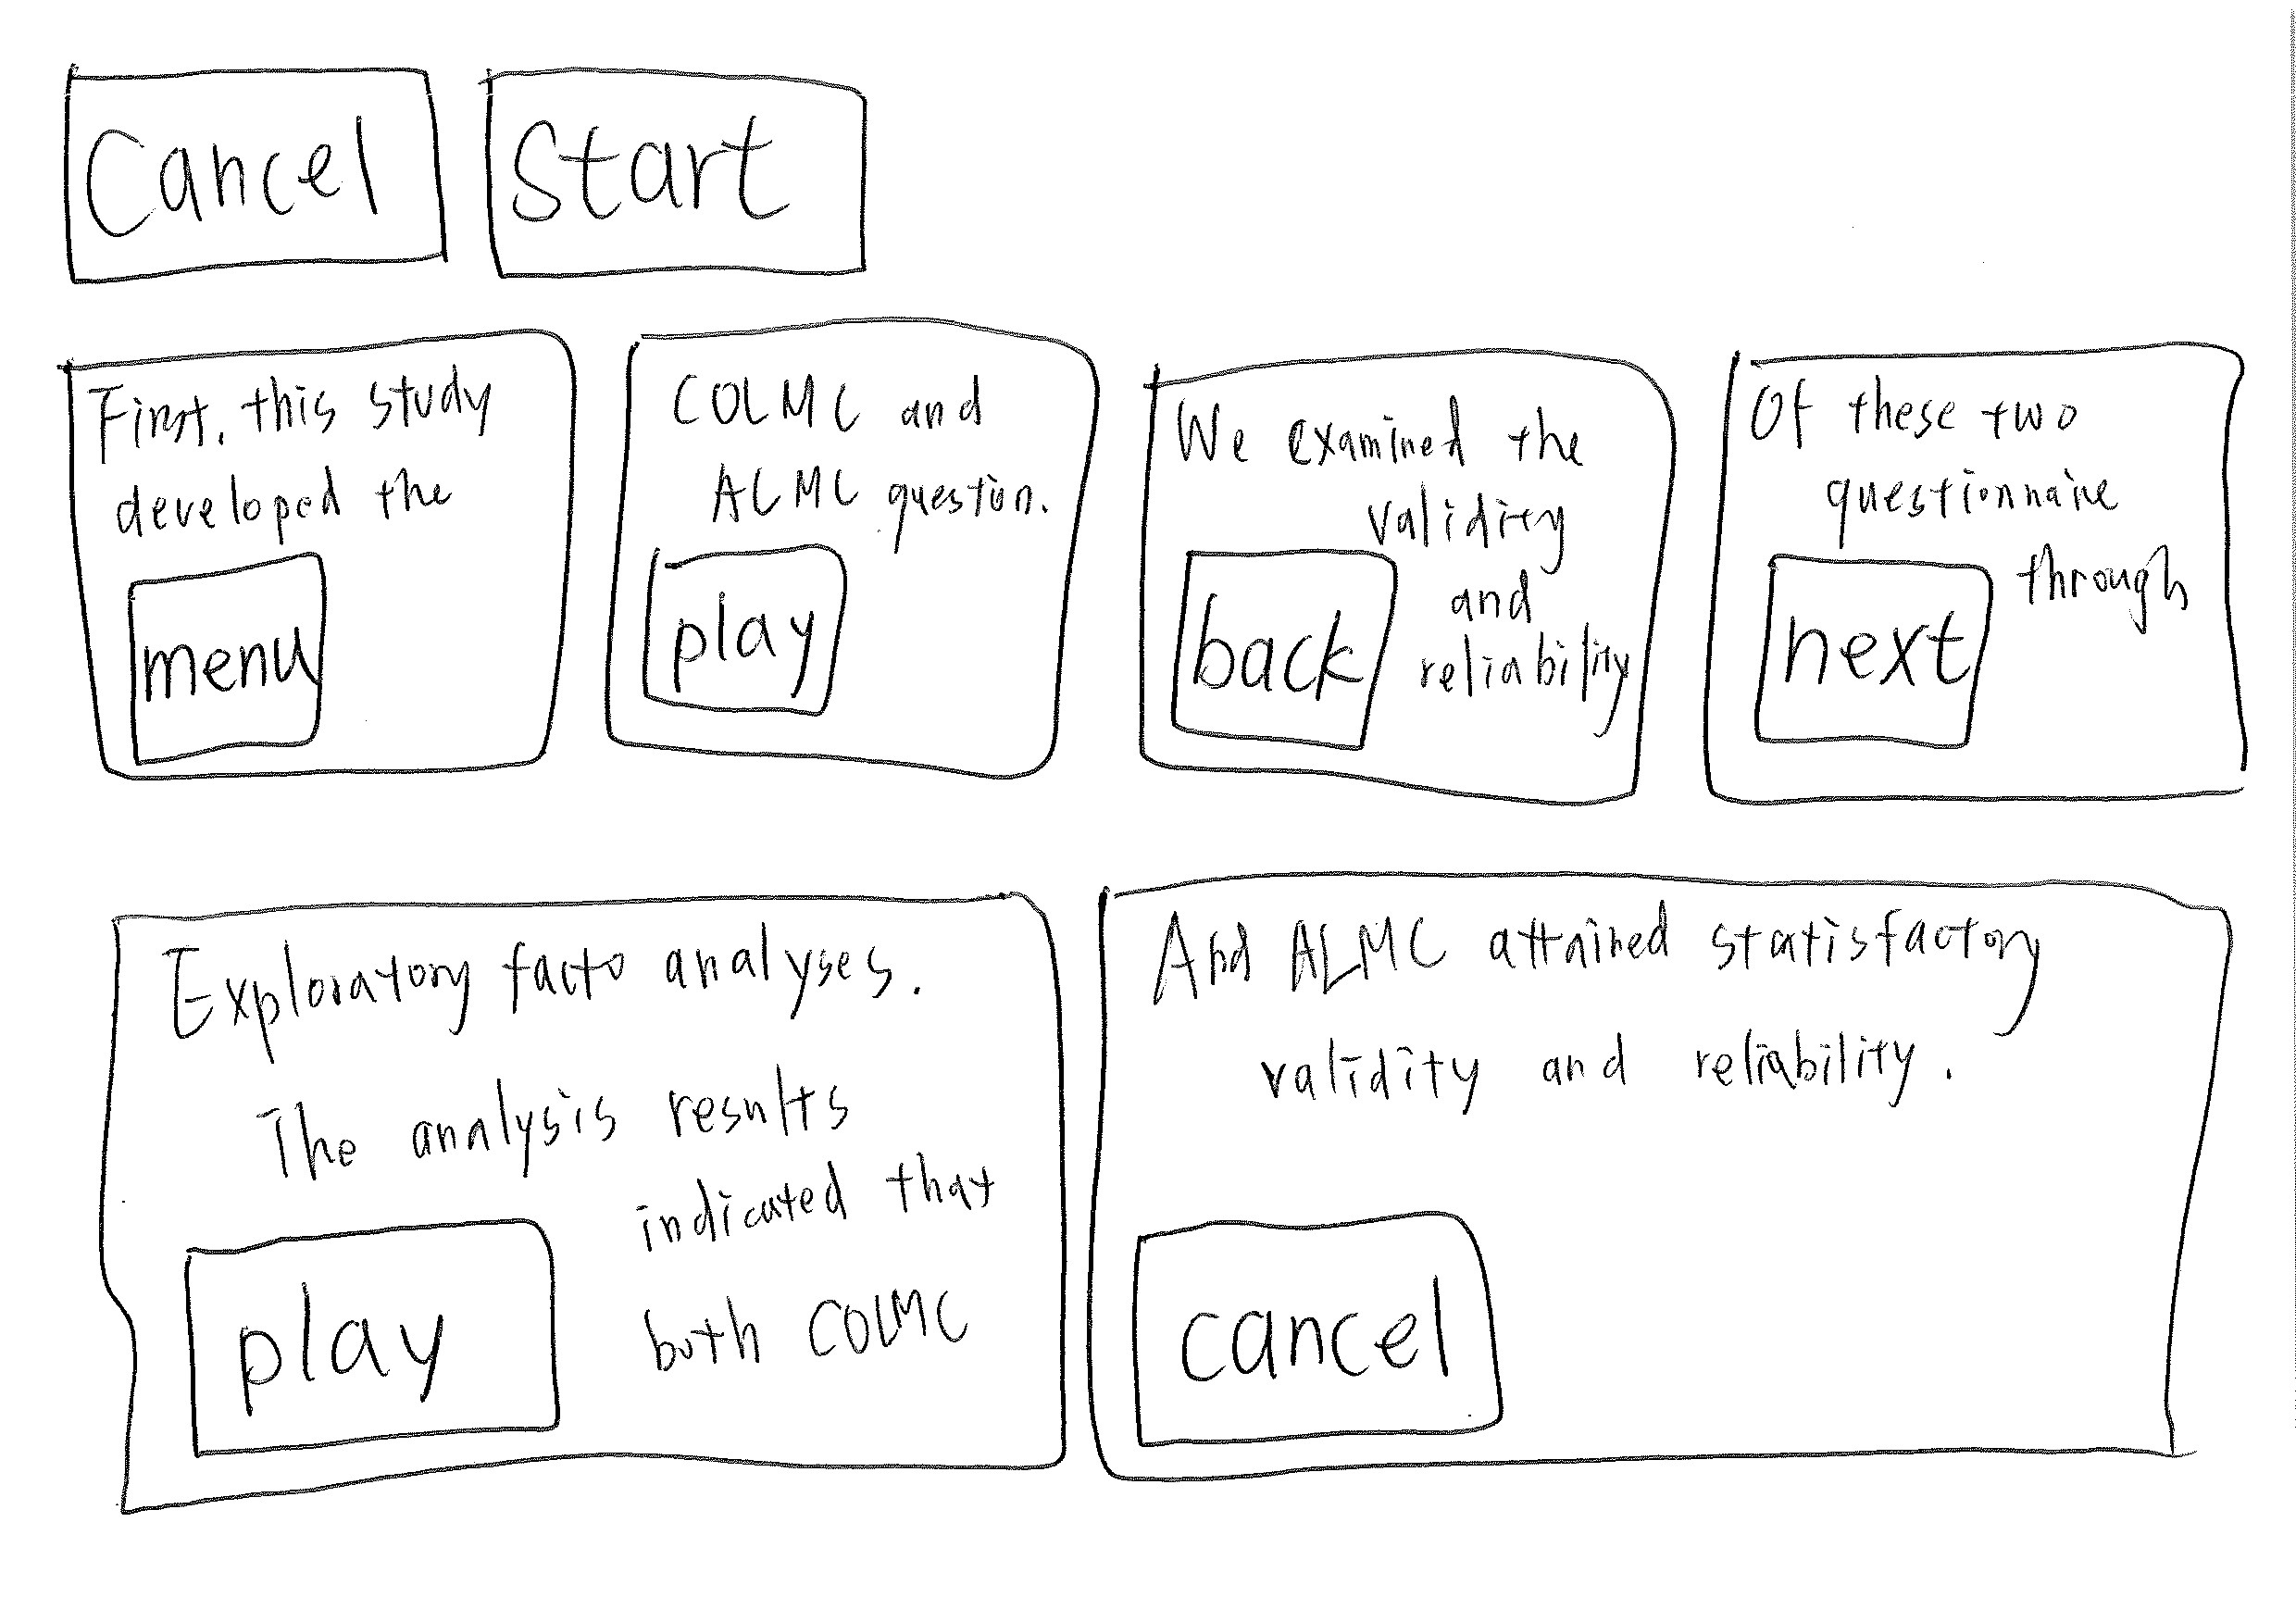 Cancel
Start
First, this study
developed the
menu
COLMC and
ALMC question.
play
We examined the
validity
and
reliability
back
Of these two
questionnaire
through
next
Exploratory facto analyses.
The analysis results
indicated that
both COLMC
play
And ALMC attained statisfactory
validity and reliability.
cancel